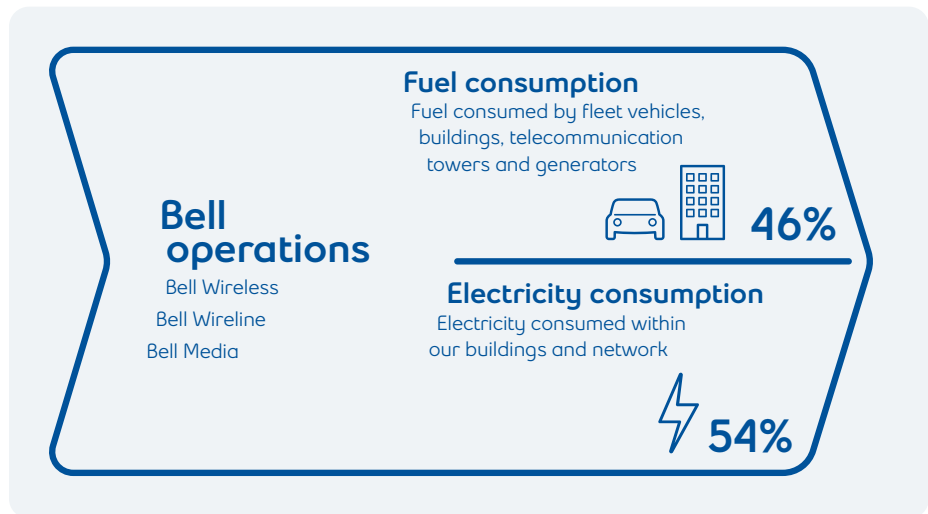 Bell
operations
Bell Wireless
Bell Wireline
Bell Media
Fuel consumption
Fuel consumed by fleet vehicles,
buildings, telecommunication
towers and generators
46%
Electricity consumption
Electricity consumed within
our buildings and network
54%